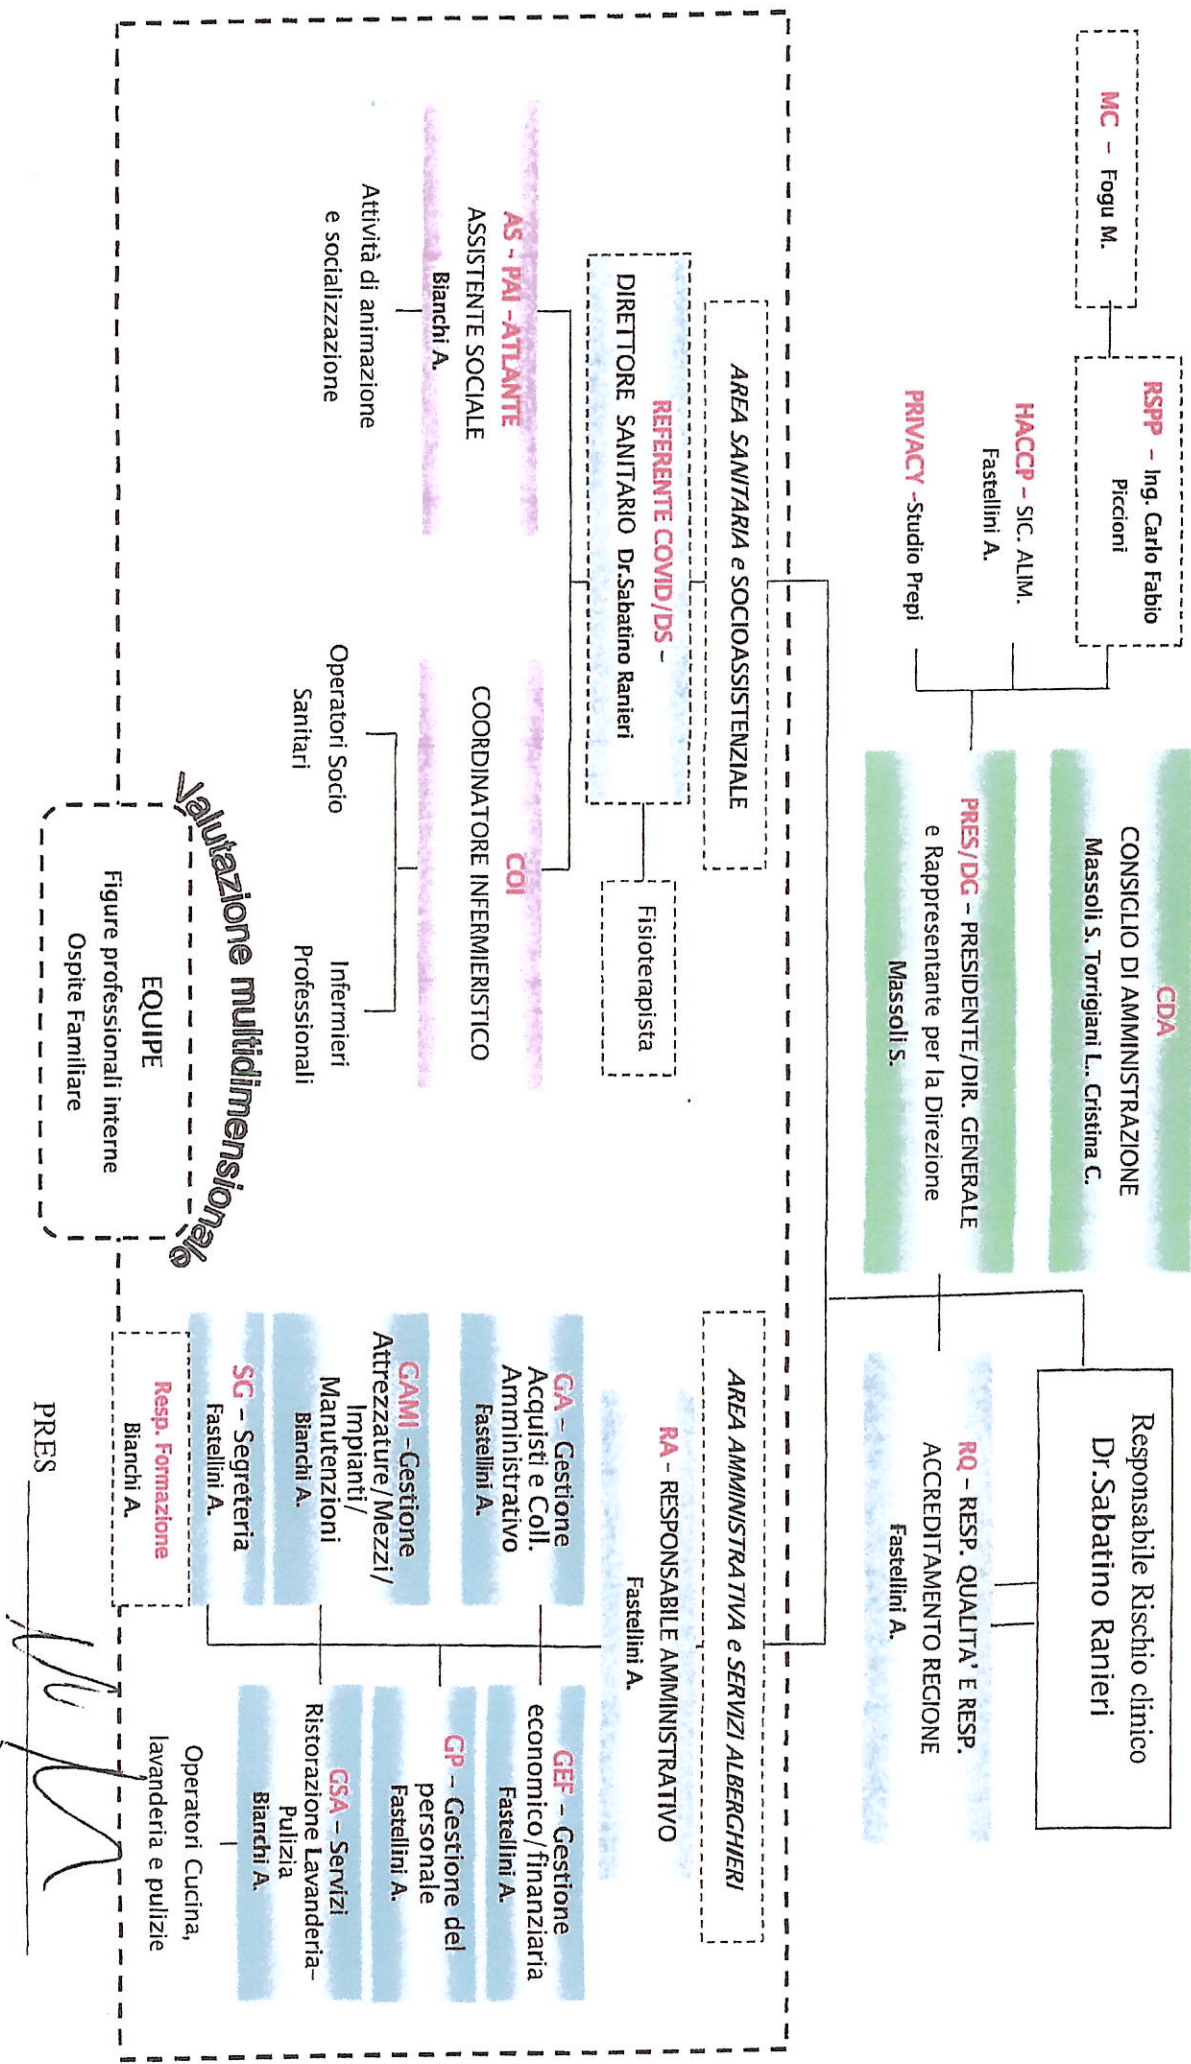 CDA
CONSIGLIO DI AMMINISTRAZIONE
Massoli S. Torrigiani L.. Cristina C.
MC – Fogu M.
RSPP – Ing. Carlo Fabio
Piccioni
HACCP – SIC. ALIM.
Fastellini A.
PRIVACY –Studio Prepi
PRES/DG – PRESIDENTE/DIR. GENERALE
e Rappresentante per la Direzione
Massoli S.
Responsabile Rischio clinico
Dr.Sabatino Ranieri
RQ – RESP. QUALITA' E RESP.
ACCREDITAMENTO REGIONE
Fastellini A.
AREA SANITARIA e SOCIOASSISTENZIALE
REFERENTE COVID/DS –
DIRETTORE SANITARIO Dr.Sabatino Ranieri
Fisioterapista
AS – PAI –ATLANTE
ASSISTENTE SOCIALE
Bianchi A.
Attività di animazione
e socializzazione
COI
COORDINATORE INFERMIERISTICO
Operatori Socio
Sanitari
Infermieri
Professionali
Valutazione multidimensionale
EQUIPE
Figure professionali interne
Ospite Familiare
AREA AMMINISTRATIVA e SERVIZI ALBERGHIERI
RA – RESPONSABILE AMMINISTRATIVO
Fastellini A.
GA – Gestione
Acquisti e Coll.
Amministrativo
Fastellini A.
GAMI –Gestione
Attrezzature/Mezzi/
Impianti/
Manutenzioni
Bianchi A.
SG – Segreteria
Fastellini A.
Resp. Formazione
Bianchi A.
GEF – Gestione
economico/finanziaria
Fastellini A.
GP – Gestione del
personale
Fastellini A.
GSA – Servizi
Ristorazione Lavanderia–
Pulizia
Bianchi A.
Operatori Cucina,
lavanderia e pulizie
PRES